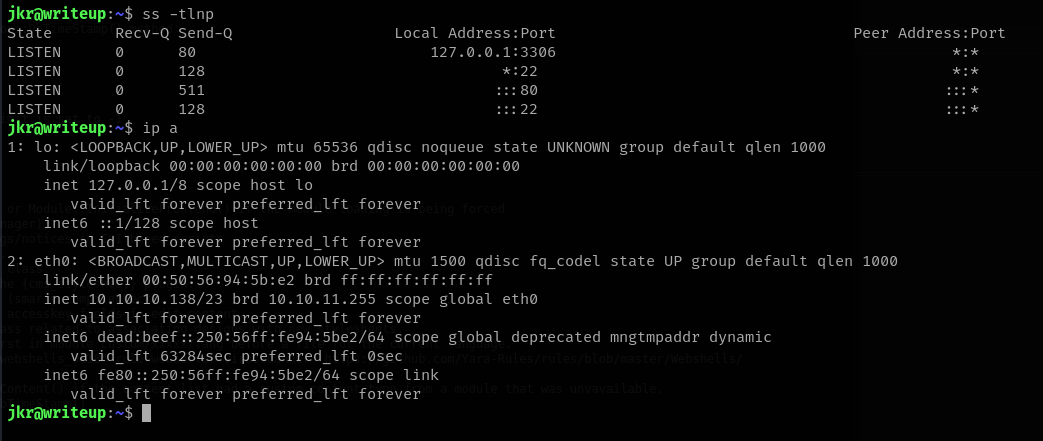 jkr@writeup:~$ ss -tlnp
State       Recv-Q Send-Q                     Local Address:Port                                  Peer Address:Port
LISTEN      0      80                             127.0.0.1:3306                                             *:*
LISTEN      0      128                                    *:22                                               *:*
LISTEN      0      511                                   :::80                                              :::*
LISTEN      0      128                                   :::22                                              :::*
jkr@writeup:~$ ip a
1: lo: <LOOPBACK,UP,LOWER_UP> mtu 65536 qdisc noqueue state UNKNOWN group default qlen 1000
    link/loopback 00:00:00:00:00:00 brd 00:00:00:00:00:00
    inet 127.0.0.1/8 scope host lo
       valid_lft forever preferred_lft forever
    inet6 ::1/128 scope host
       valid_lft forever preferred_lft forever
2: eth0: <BROADCAST,MULTICAST,UP,LOWER_UP> mtu 1500 qdisc fq_codel state UP group default qlen 1000
    link/ether 00:50:56:94:5b:e2 brd ff:ff:ff:ff:ff:ff
    inet 10.10.10.138/23 brd 10.10.11.255 scope global eth0
       valid_lft forever preferred_lft forever
    inet6 dead:beef::250:56ff:fe94:5be2/64 scope global deprecated mngtmpaddr dynamic
       valid_lft 63284sec preferred_lft 0sec
    inet6 fe80::250:56ff:fe94:5be2/64 scope link
       valid_lft forever preferred_lft forever
jkr@writeup:~$